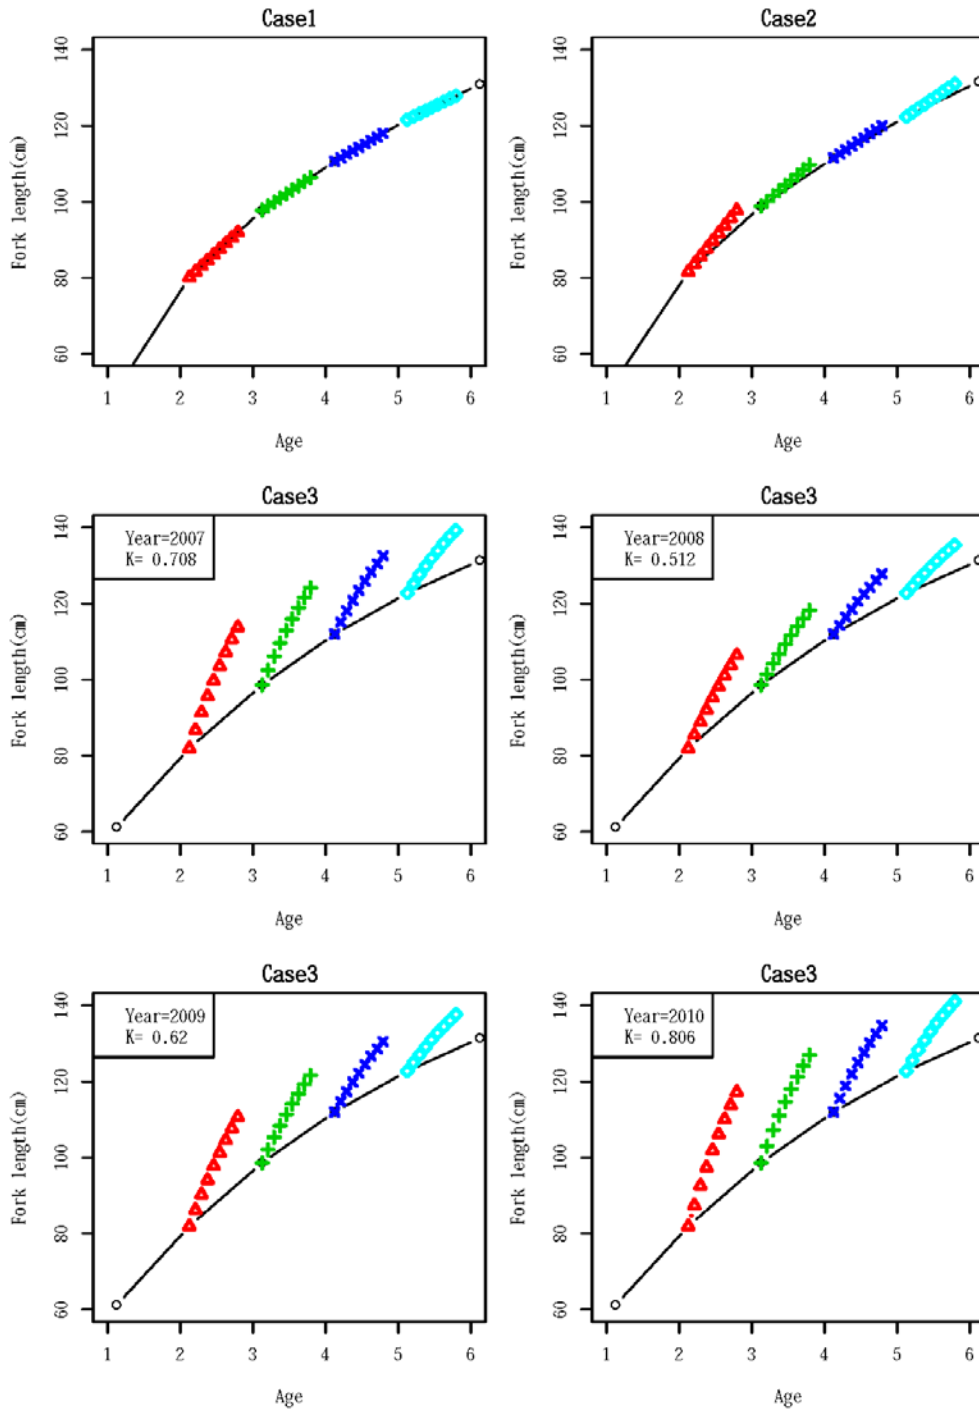 Case1
Case2
Fork length(cm)
140
120
100
80
60
1 2 3 4 5 6
Age
Fork length(cm)
140
120
100
80
60
1 2 3 4 5 6
Age
Case3
Case3
Year=2007
K= 0.708
Fork length(cm)
140
120
100
80
60
1 2 3 4 5 6
Age
Year=2008
K= 0.512
Fork length(cm)
140
120
100
80
60
1 2 3 4 5 6
Age
Case3
Case3
Year=2009
K= 0.62
Fork length(cm)
140
120
100
80
60
1 2 3 4 5 6
Age
Year=2010
K= 0.806
Fork length(cm)
140
120
100
80
60
1 2 3 4 5 6
Age